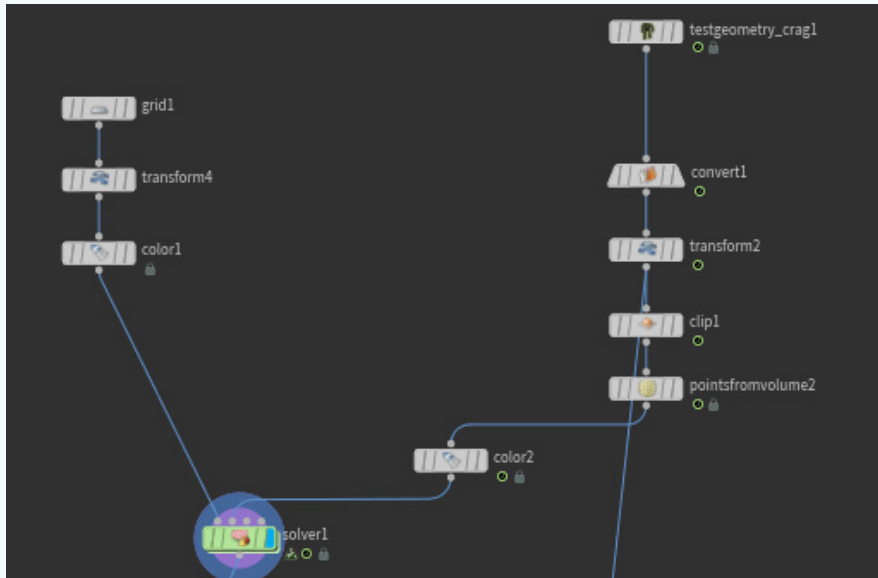 testgeometry_crag1
grid1
convert1
transform4
transform2
color1
clip1
pointsfromvolume2
color2
solver1